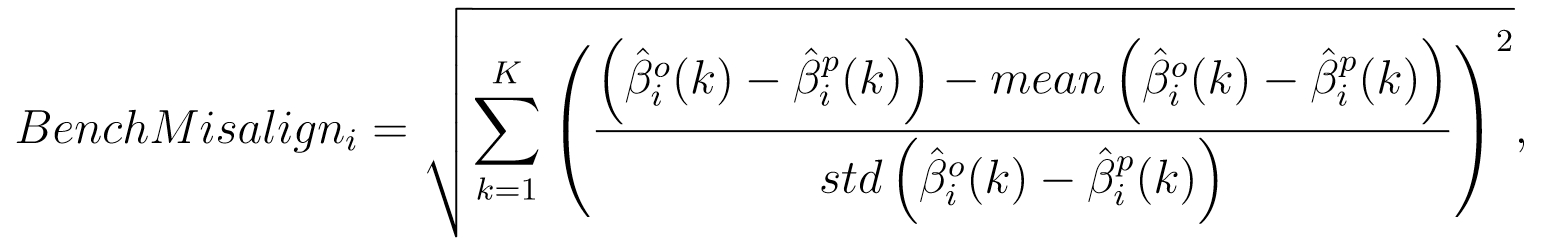 $BenchMisalign_i = \sqrt{\sum_{k=1}^{K} \left( \frac{\left( \hat{\beta}_i^o(k) - \hat{\beta}_i^p(k) \right) - mean \left( \hat{\beta}_i^o(k) - \hat{\beta}_i^p(k) \right)}{std \left( \hat{\beta}_i^o(k) - \hat{\beta}_i^p(k) \right)} \right)^2},$